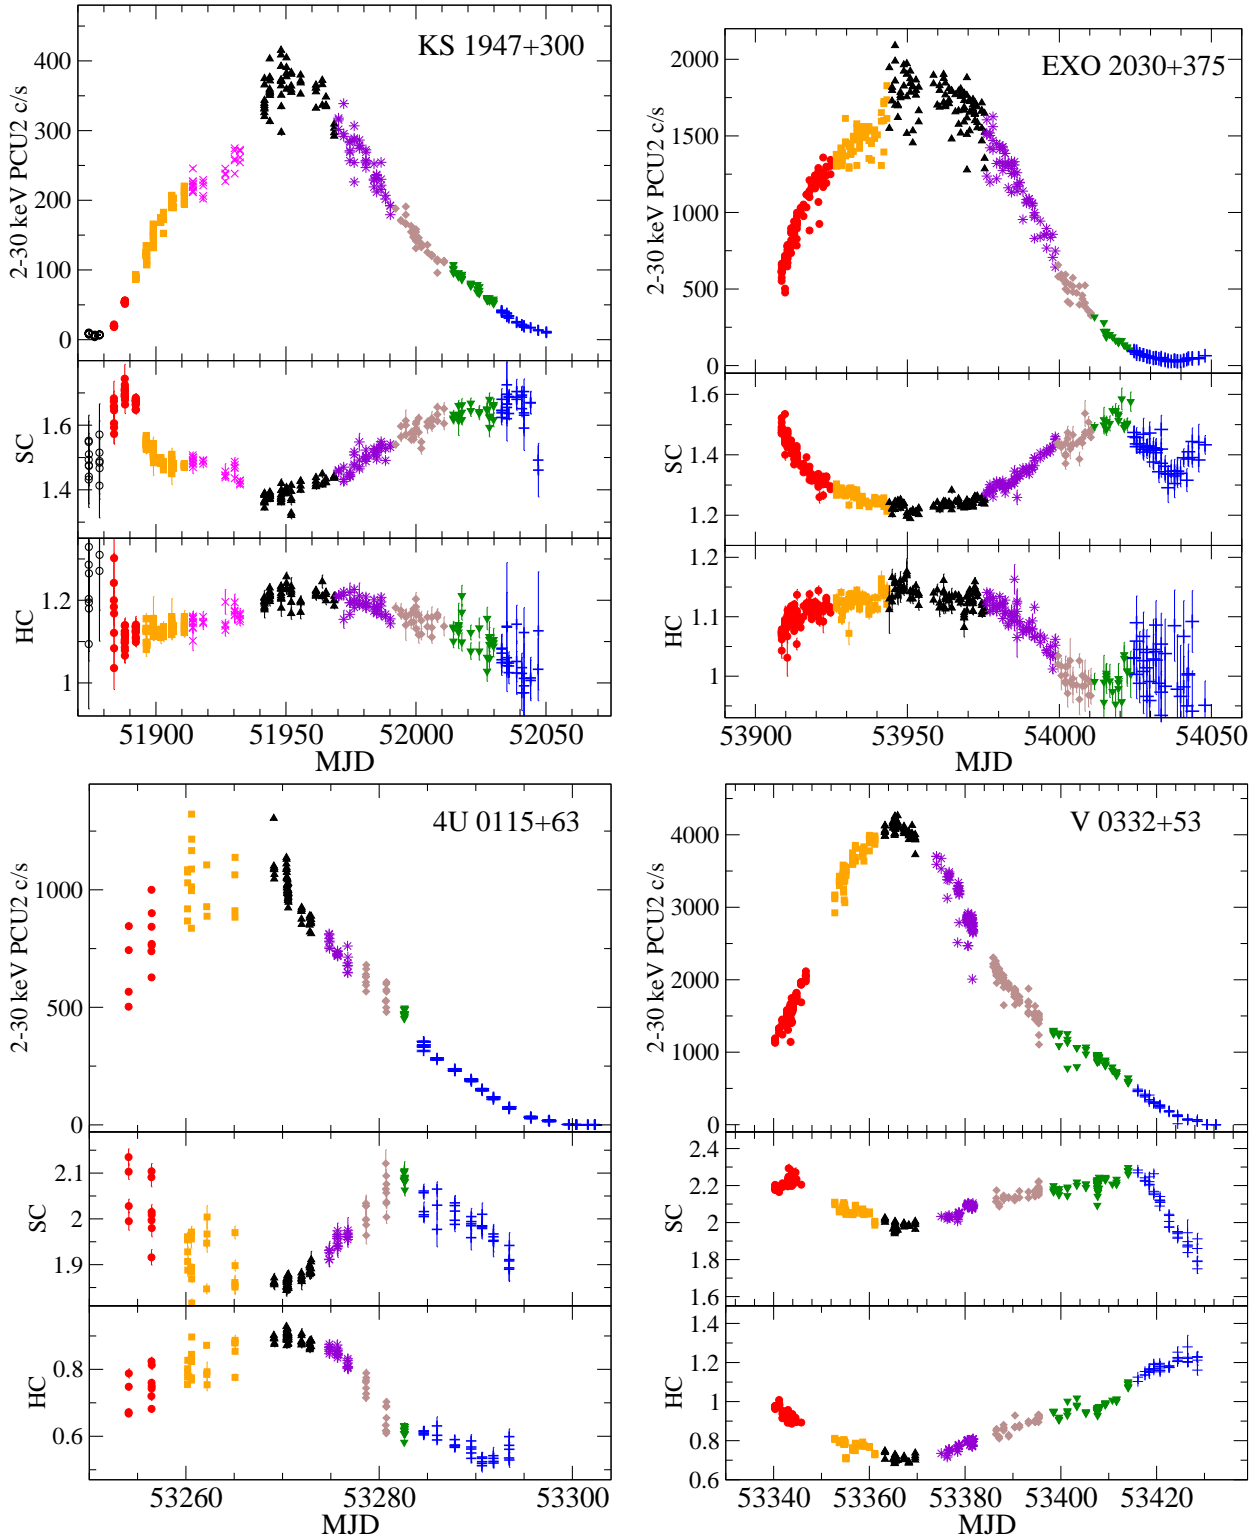 KS 1947+300
2-30 keV PCU2 c/s
400
300
200
100
0
SC
1.6
1.4
HC
1.2
1
51900
51950
52000
52050
MJD
EXO 2030+375
2-30 keV PCU2 c/s
2000
1500
1000
500
0
SC
1.6
1.4
1.2
HC
1.2
1.1
1
53900
53950
54000
54050
MJD
4U 0115+63
2-30 keV PCU2 c/s
1000
500
0
SC
2.1
2
1.9
HC
0.8
0.6
53260
53280
53300
MJD
V 0332+53
2-30 keV PCU2 c/s
4000
3000
2000
1000
0
SC
2.4
2.2
2
1.8
1.6
HC
1.4
1.2
1
0.8
0.6
53340
53360
53380
53400
53420
MJD